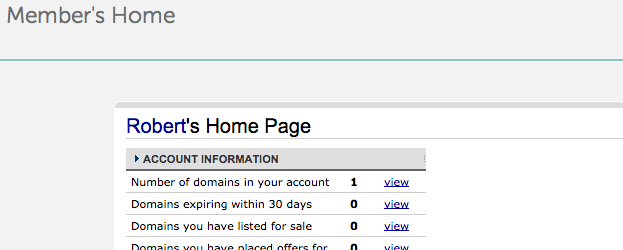 Member's Home
Robert's Home Page
ACCOUNT INFORMATION
Number of domains in your account 1 view
Domains expiring within 30 days 0 view
Domains you have listed for sale 0 view
Domains you have placed offers for 0 view